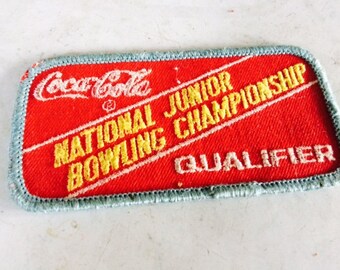 Coca-Cola
®
NATIONAL JUNIOR
BOWLING CHAMPIONSHIP
QUALIFIER